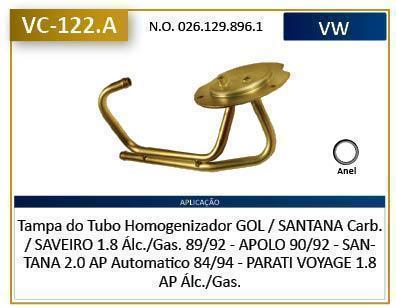 VC-122.A
N.O. 026.129.896.1
VW
Anel
APLICAÇÃO
Tampa do Tubo Homogenizador GOL / SANTANA Carb.
/ SAVEIRO 1.8 Álc./Gas. 89/92 - APOLO 90/92 - SAN-
TANA 2.0 AP Automatico 84/94 - PARATI VOYAGE 1.8
AP Álc./Gas.